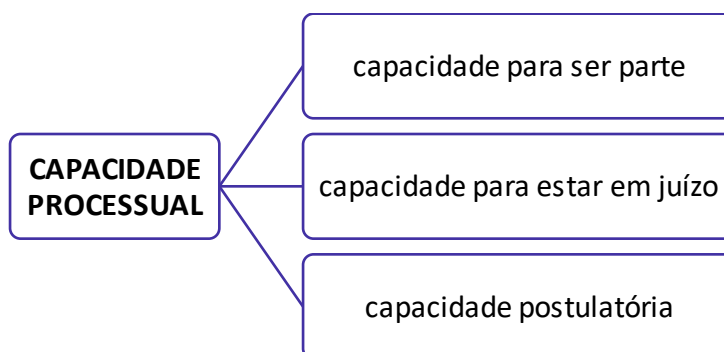 capacidade para ser parte
CAPACIDADE
PROCESSUAL
capacidade para estar em juízo
capacidade postulatória